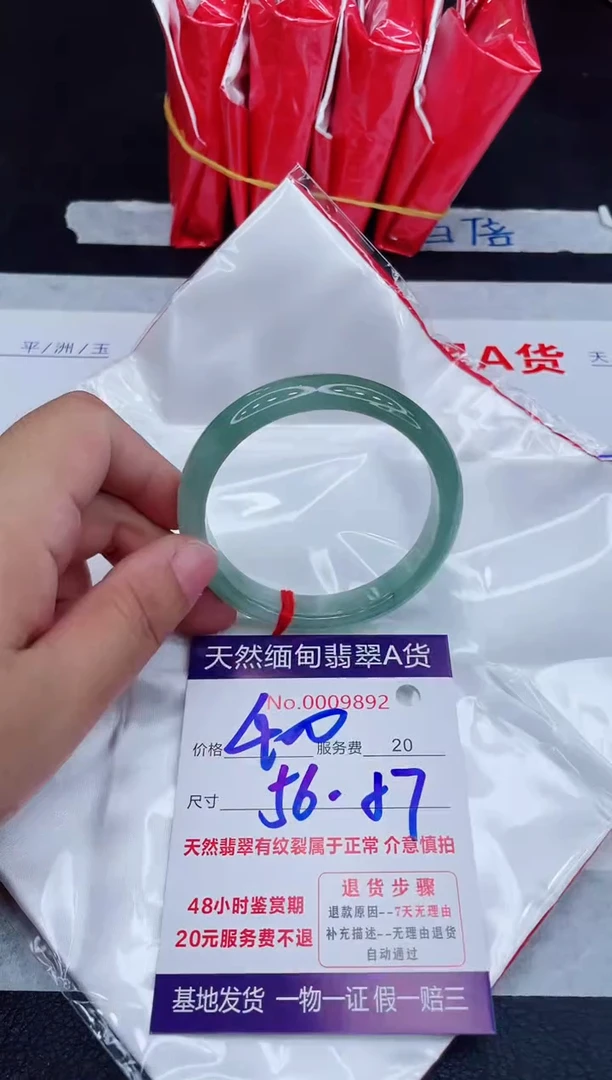 百倍
平/洲/玉
A货
天
天然缅甸翡翠A货
No.0009892
价格 400 服务费 20
尺寸 56.87
天然翡翠有纹裂属于正常 介意慎拍
48小时鉴赏期
20元服务费不退
退货步骤
退款原因--7天无理由
补充描述--无理由退货
自动通过
基地发货 一物一证 假一赔三